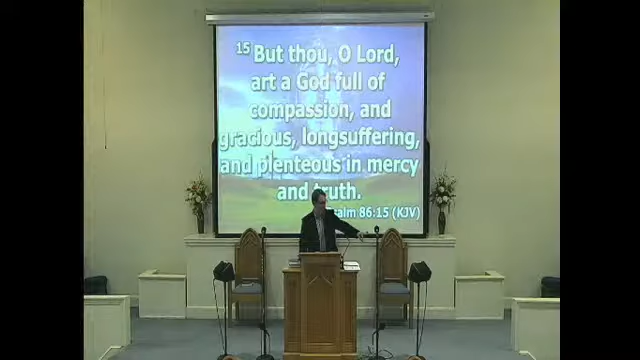 15 But thou, O Lord,
art a God full of
compassion, and
gracious, longsuffering,
and plenteous in mercy
and truth.
Psalm 86:15 (KJV)